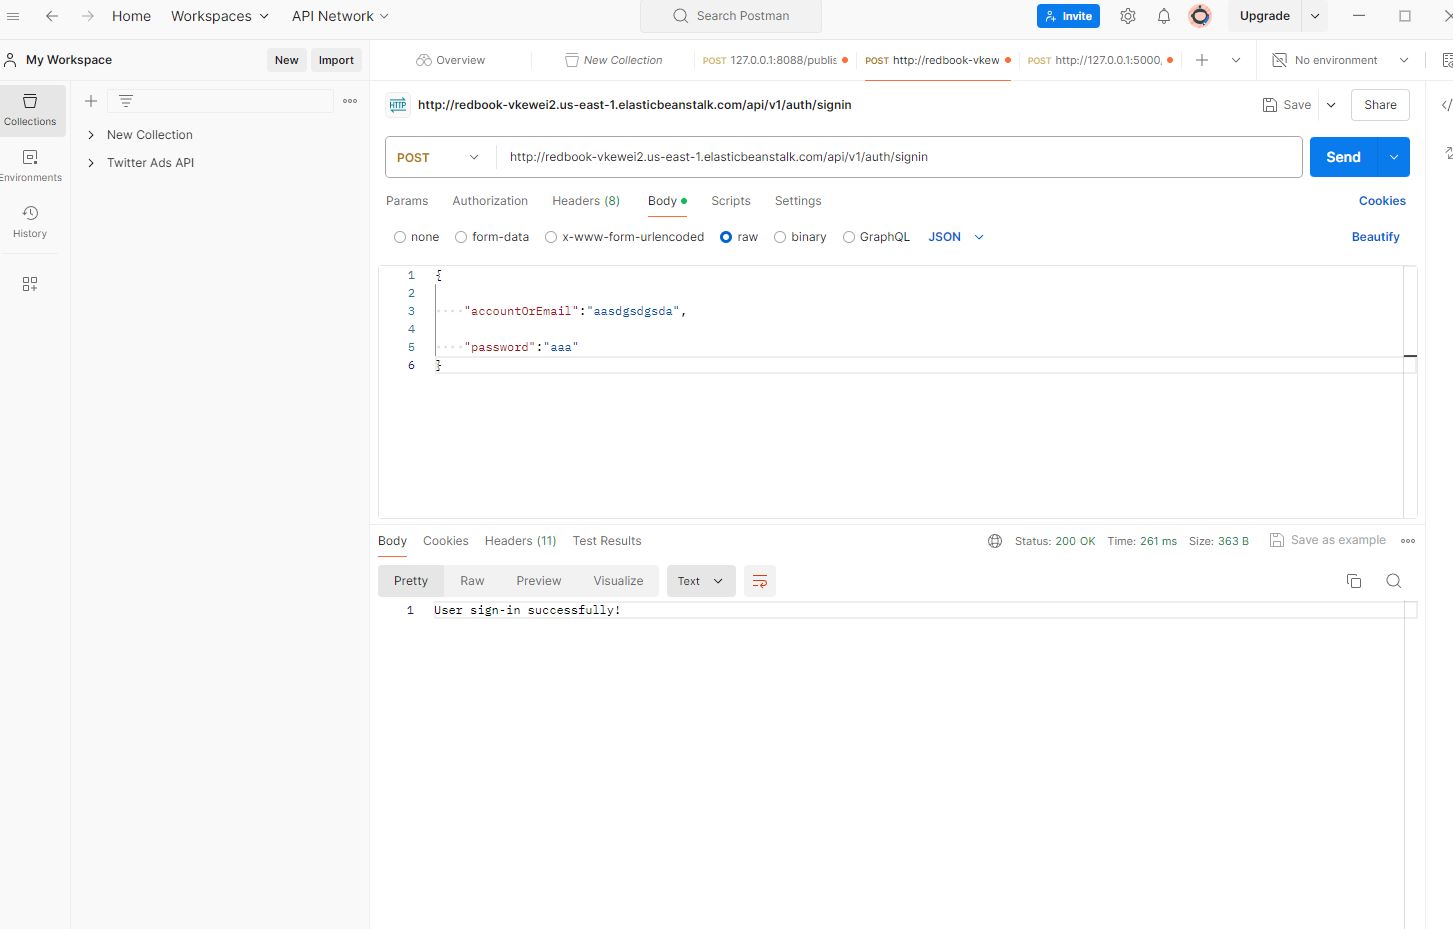 Home Workspaces API Network Search Postman Invite Upgrade
My Workspace New Import Overview New Collection POST 127.0.0.1:8088/publis POST http://redbook-vkew POST http://127.0.0.1:5000, No environment
Collections
Environments
History
New Collection
Twitter Ads API
HTTP http://redbook-vkewei2.us-east-1.elasticbeanstalk.com/api/v1/auth/signin Save Share
POST http://redbook-vkewei2.us-east-1.elasticbeanstalk.com/api/v1/auth/signin Send
Params Authorization Headers (8) Body Scripts Settings Cookies
none form-data x-www-form-urlencoded raw binary GraphQL JSON Beautify
1 {
2
3 "accountOrEmail":"aasdgsdgsda",
4
5 "password":"aaa"
6 }
Body Cookies Headers (11) Test Results Status: 200 OK Time: 261 ms Size: 363 B Save as example
Pretty Raw Preview Visualize Text
1 User sign-in successfully!